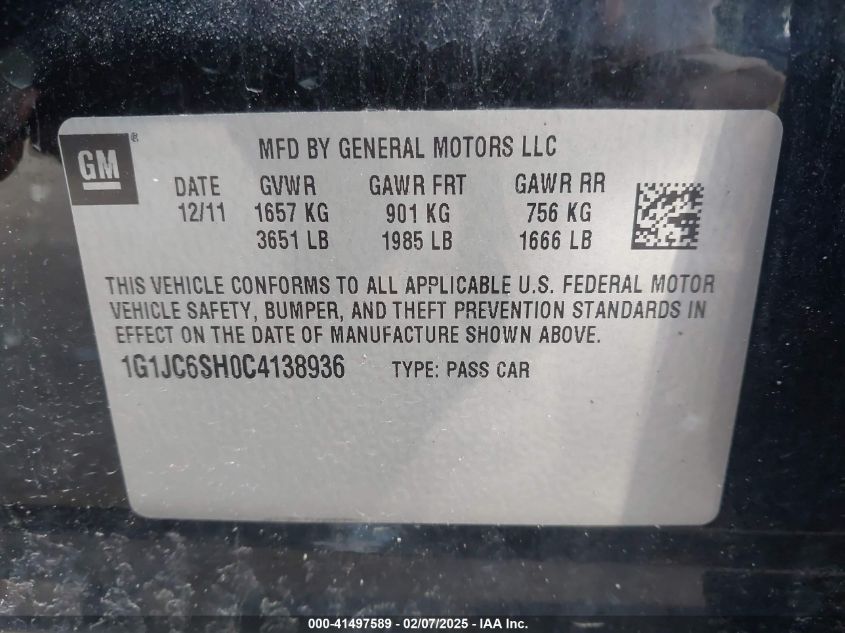 GM ®
MFD BY GENERAL MOTORS LLC
DATE GVWR GAWR FRT GAWR RR
12/11 1657 KG 901 KG 756 KG
3651 LB 1985 LB 1666 LB
THIS VEHICLE CONFORMS TO ALL APPLICABLE U.S. FEDERAL MOTOR
VEHICLE SAFETY, BUMPER, AND THEFT PREVENTION STANDARDS IN
EFFECT ON THE DATE OF MANUFACTURE SHOWN ABOVE.
1G1JC6SH0C4138936 TYPE: PASS CAR
000-41497589 - 02/07/2025 - IAA Inc.